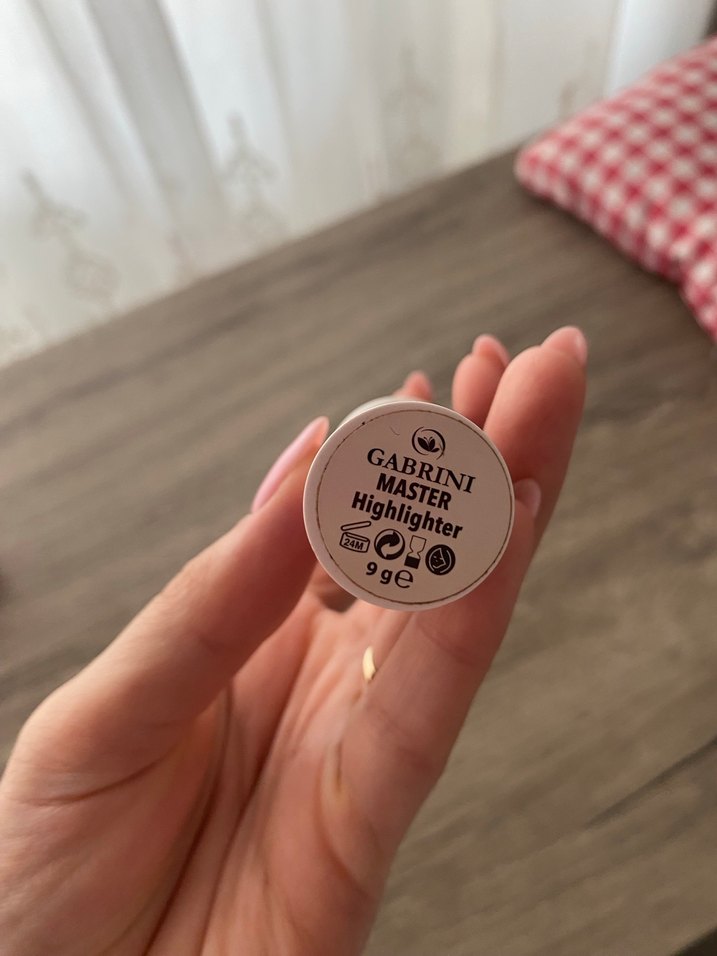 GABRINI
MASTER
Highlighter
24M
9 g℮